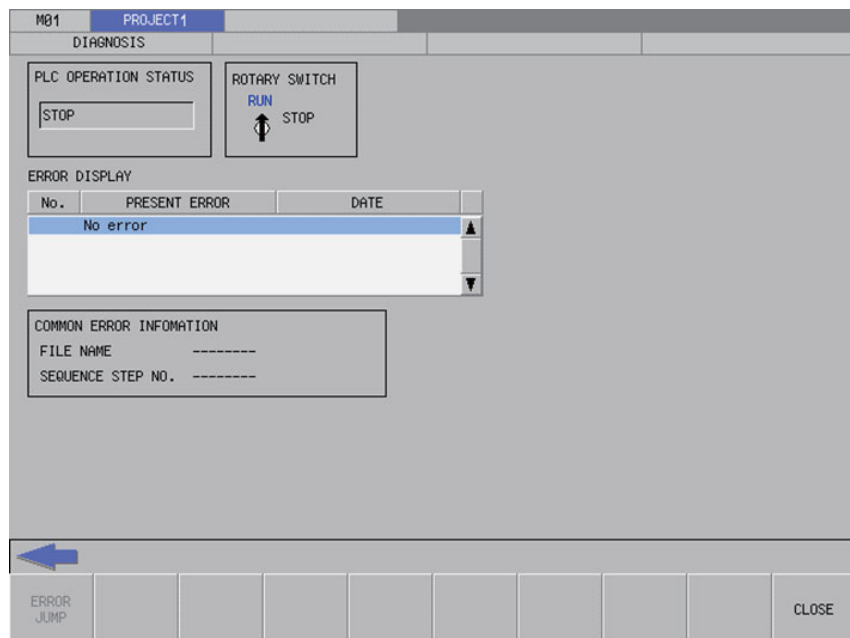 M01 PROJECT1
DIAGNOSIS
PLC OPERATION STATUS
STOP
ROTARY SWITCH
RUN
STOP
ERROR DISPLAY
No. PRESENT ERROR DATE
No error
COMMON ERROR INFOMATION
FILE NAME --------
SEQUENCE STEP NO. --------
ERROR
JUMP
CLOSE